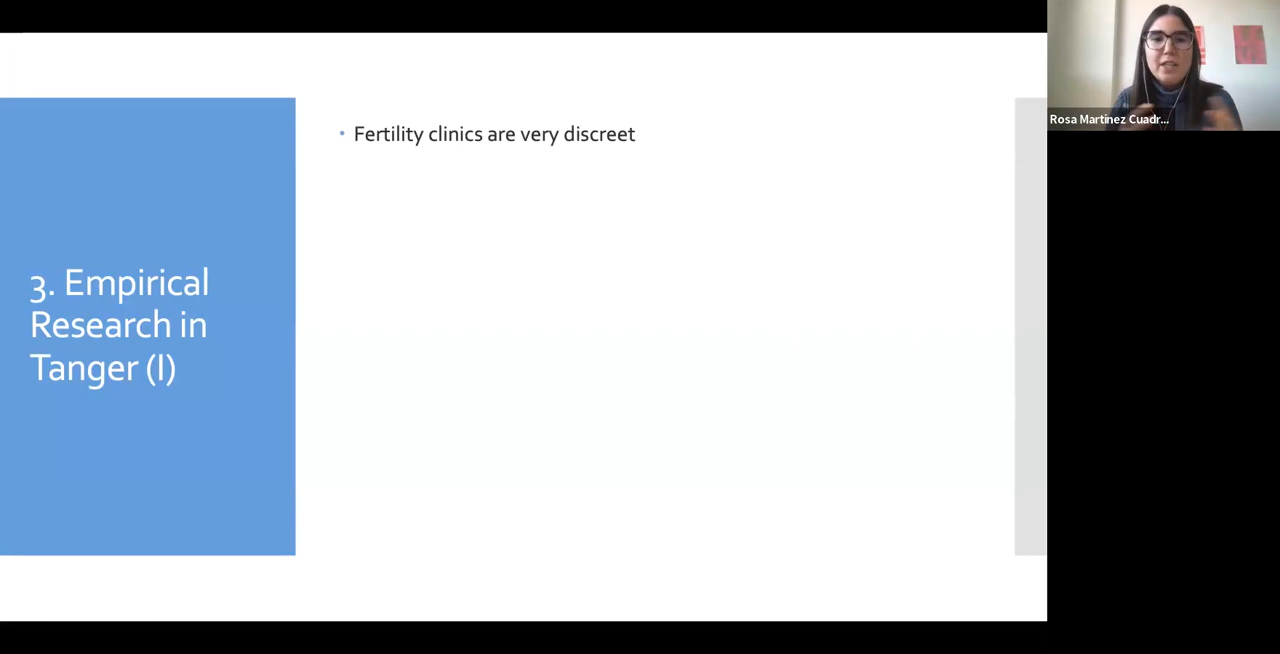 3. Empirical
Research in
Tanger (I)
• Fertility clinics are very discreet
Rosa Martinez Cuadr...